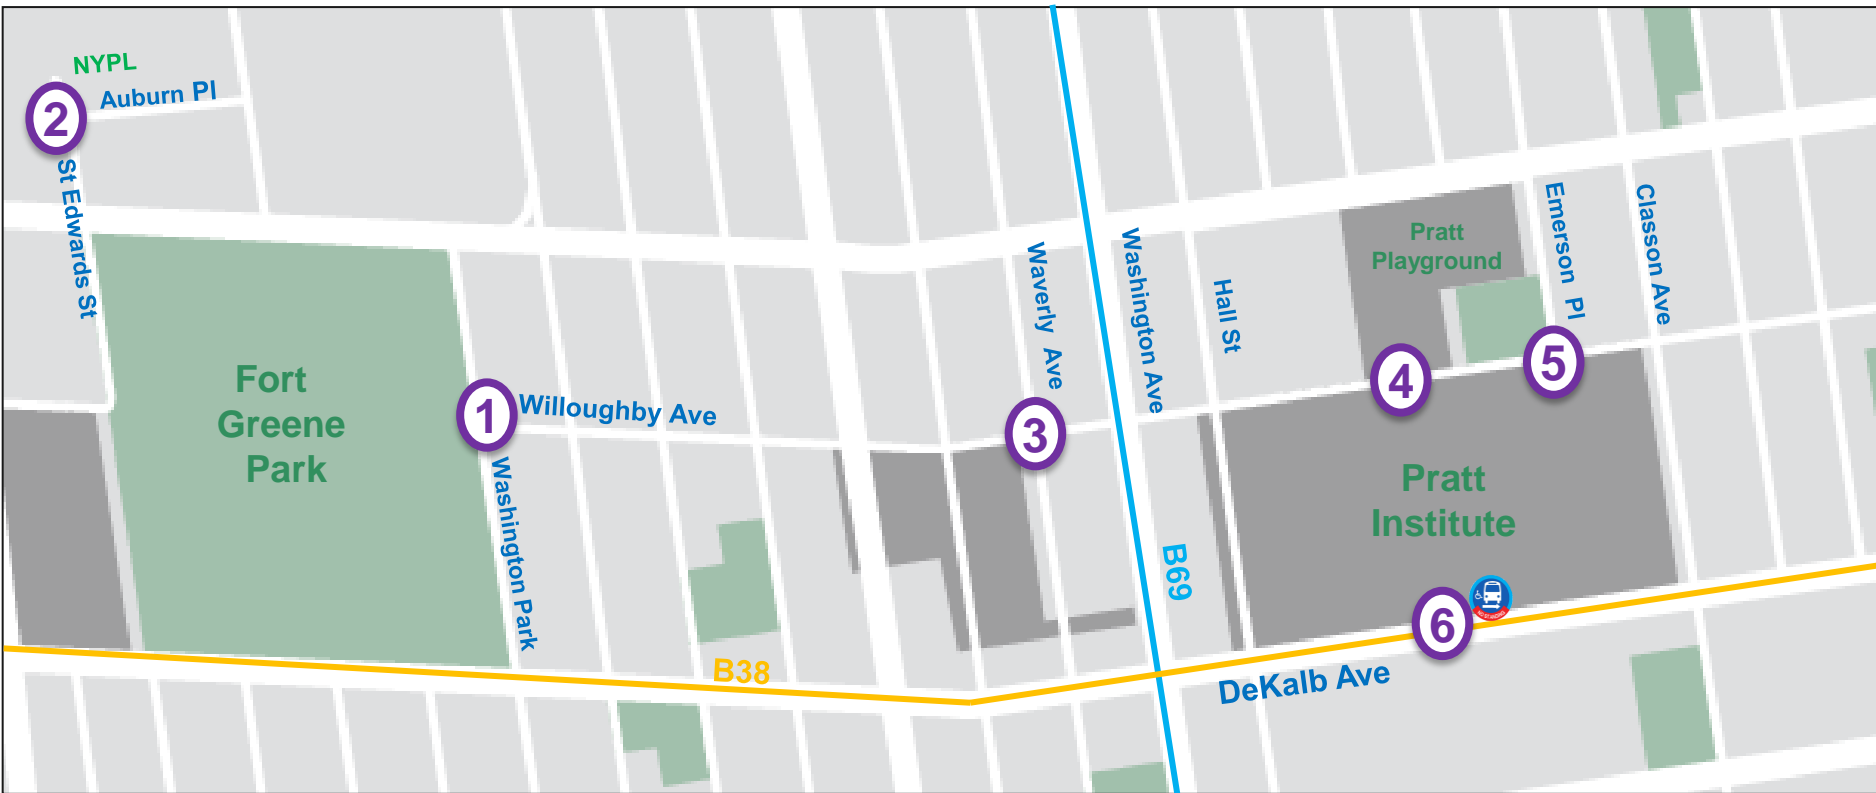 NYPL
Auburn Pl
2
St Edwards St
Fort
Greene
Park
1
Willoughby Ave
Washington Park
3
Waverly Ave
Washington Ave
Hall St
B69
Pratt
Playground
Emerson Pl
Classon Ave
4
5
Pratt
Institute
6
B38
DeKalb Ave